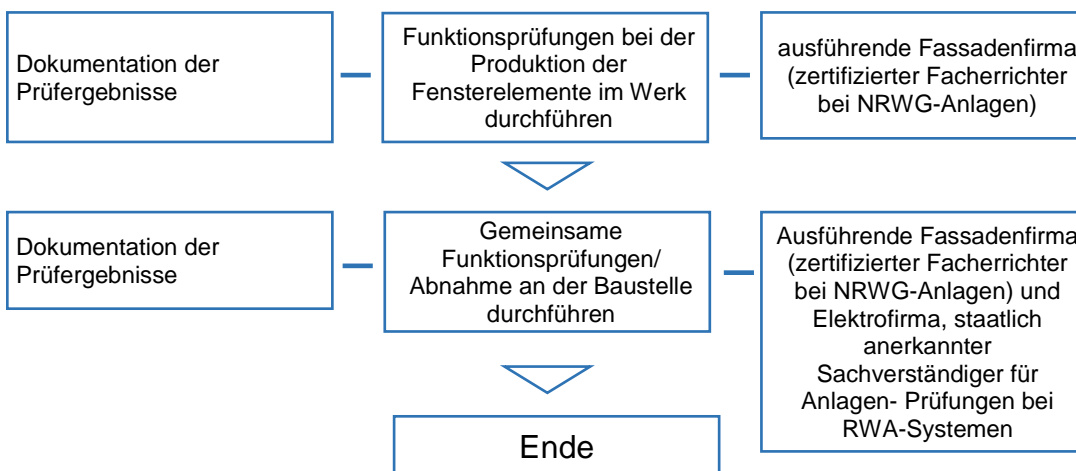 Dokumentation der
Prüfergebnisse
Funktionsprüfungen bei der
Produktion der
Fensterelemente im Werk
durchführen
ausführende Fassadenfirma
(zertifizierter Facherrichter
bei NRWG-Anlagen)
Dokumentation der
Prüfergebnisse
Gemeinsame
Funktionsprüfungen/
Abnahme an der Baustelle
durchführen
Ausführende Fassadenfirma
(zertifizierter Facherrichter
bei NRWG-Anlagen) und
Elektrofirma, staatlich
anerkannter
Sachverständiger für
Anlagen- Prüfungen bei
RWA-Systemen
Ende